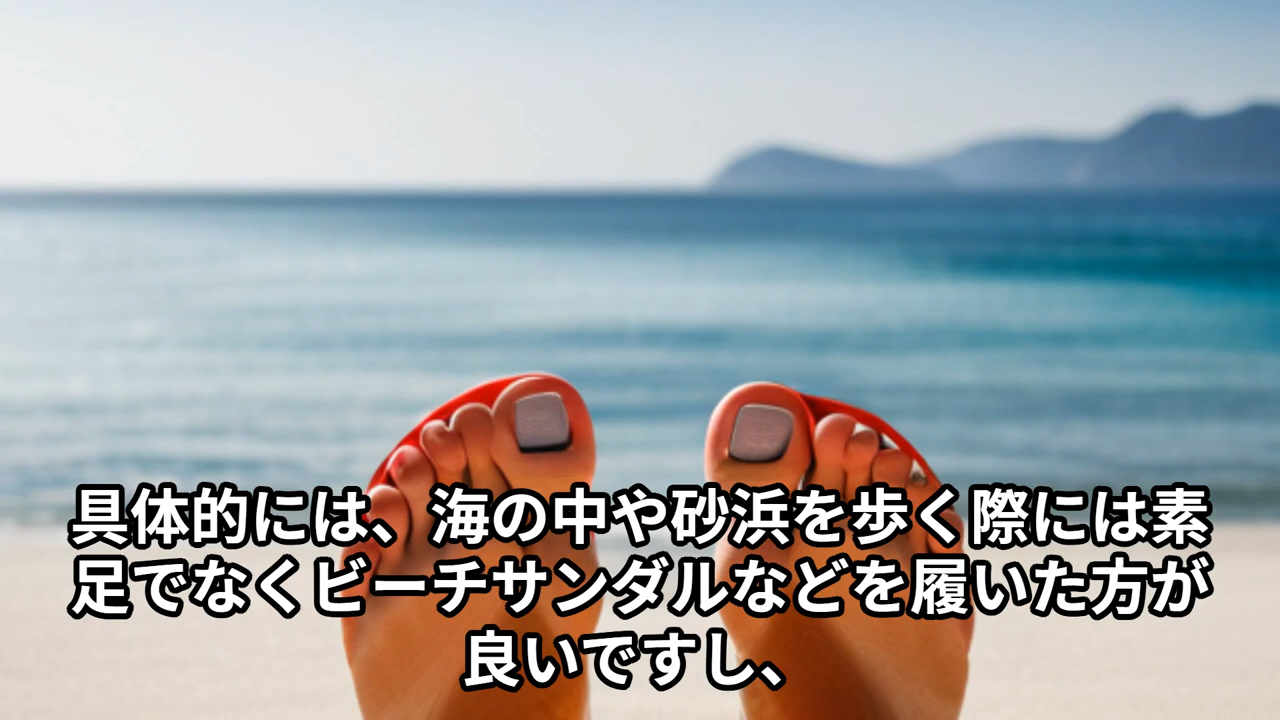 具体的には、海の中や砂浜を歩く際には素
足でなくビーチサンダルなどを履いた方が
良いですし、